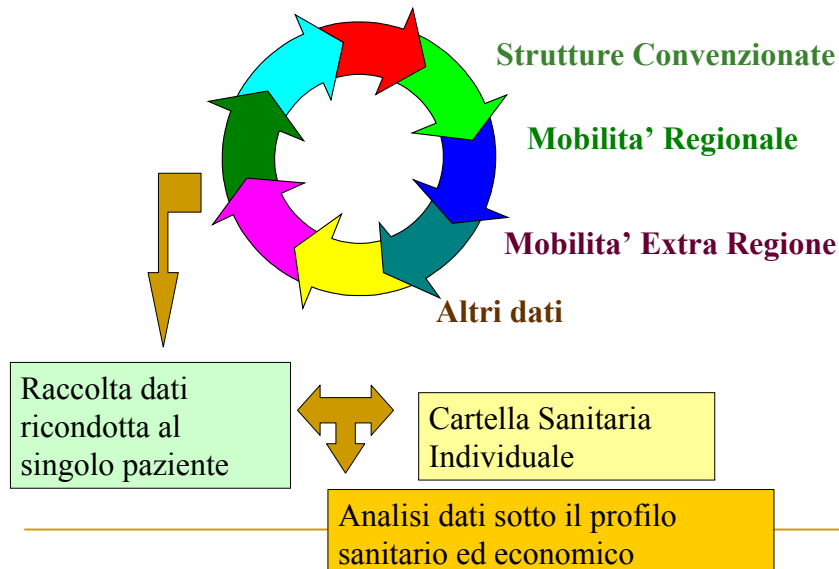 Strutture Convenzionate
Mobilita’ Regionale
Mobilita’ Extra Regione
Altri dati
Raccolta dati
ricondotta al
singolo paziente
Cartella Sanitaria
Individuale
Analisi dati sotto il profilo
sanitario ed economico